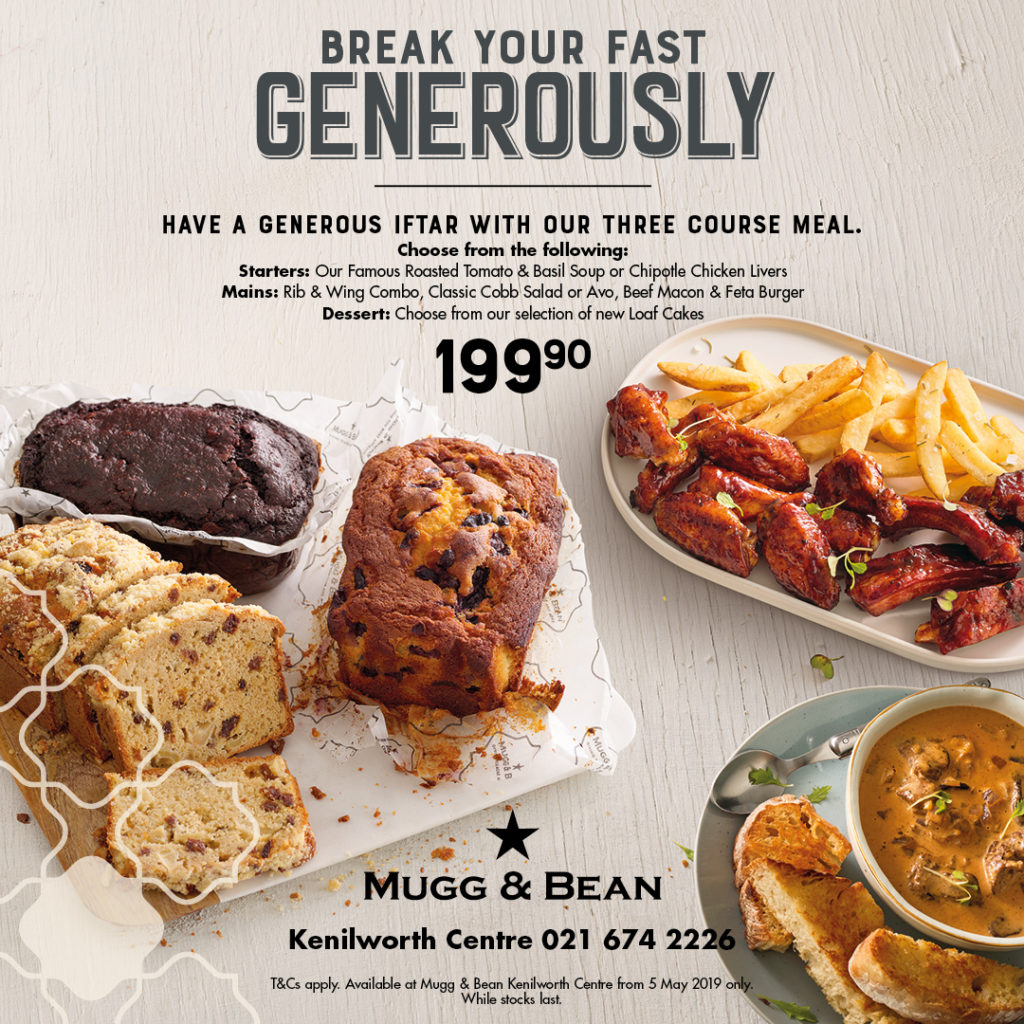 BREAK YOUR FAST
GENEROUSLY
HAVE A GENEROUS IFTAR WITH OUR THREE COURSE MEAL.
Choose from the following:
Starters: Our Famous Roasted Tomato & Basil Soup or Chipotle Chicken Livers
Mains: Rib & Wing Combo, Classic Cobb Salad or Avo, Beef Macon & Feta Burger
Dessert: Choose from our selection of new Loaf Cakes
199⁹⁰
MUGG & BEAN
Kenilworth Centre 021 674 2226
T&Cs apply. Available at Mugg & Bean Kenilworth Centre from 5 May 2019 only.
While stocks last.